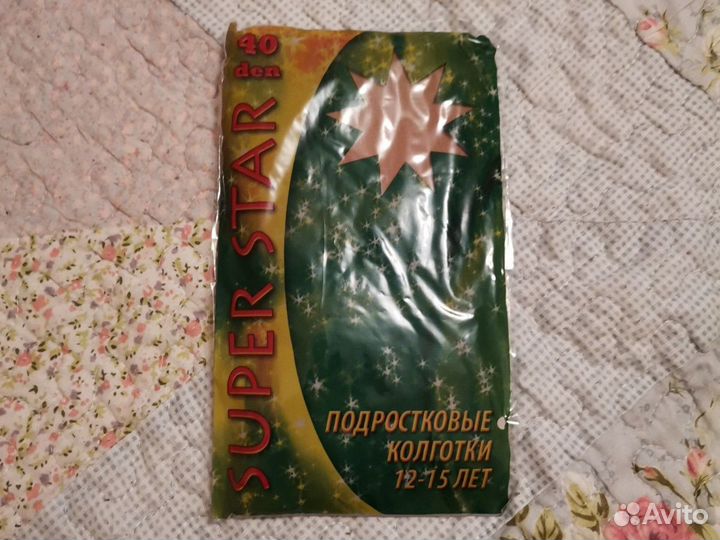 40
den
SUPER STAR
ПОДРОСТКОВЫЕ
КОЛГОТКИ
12-15 ЛЕТ
Avito